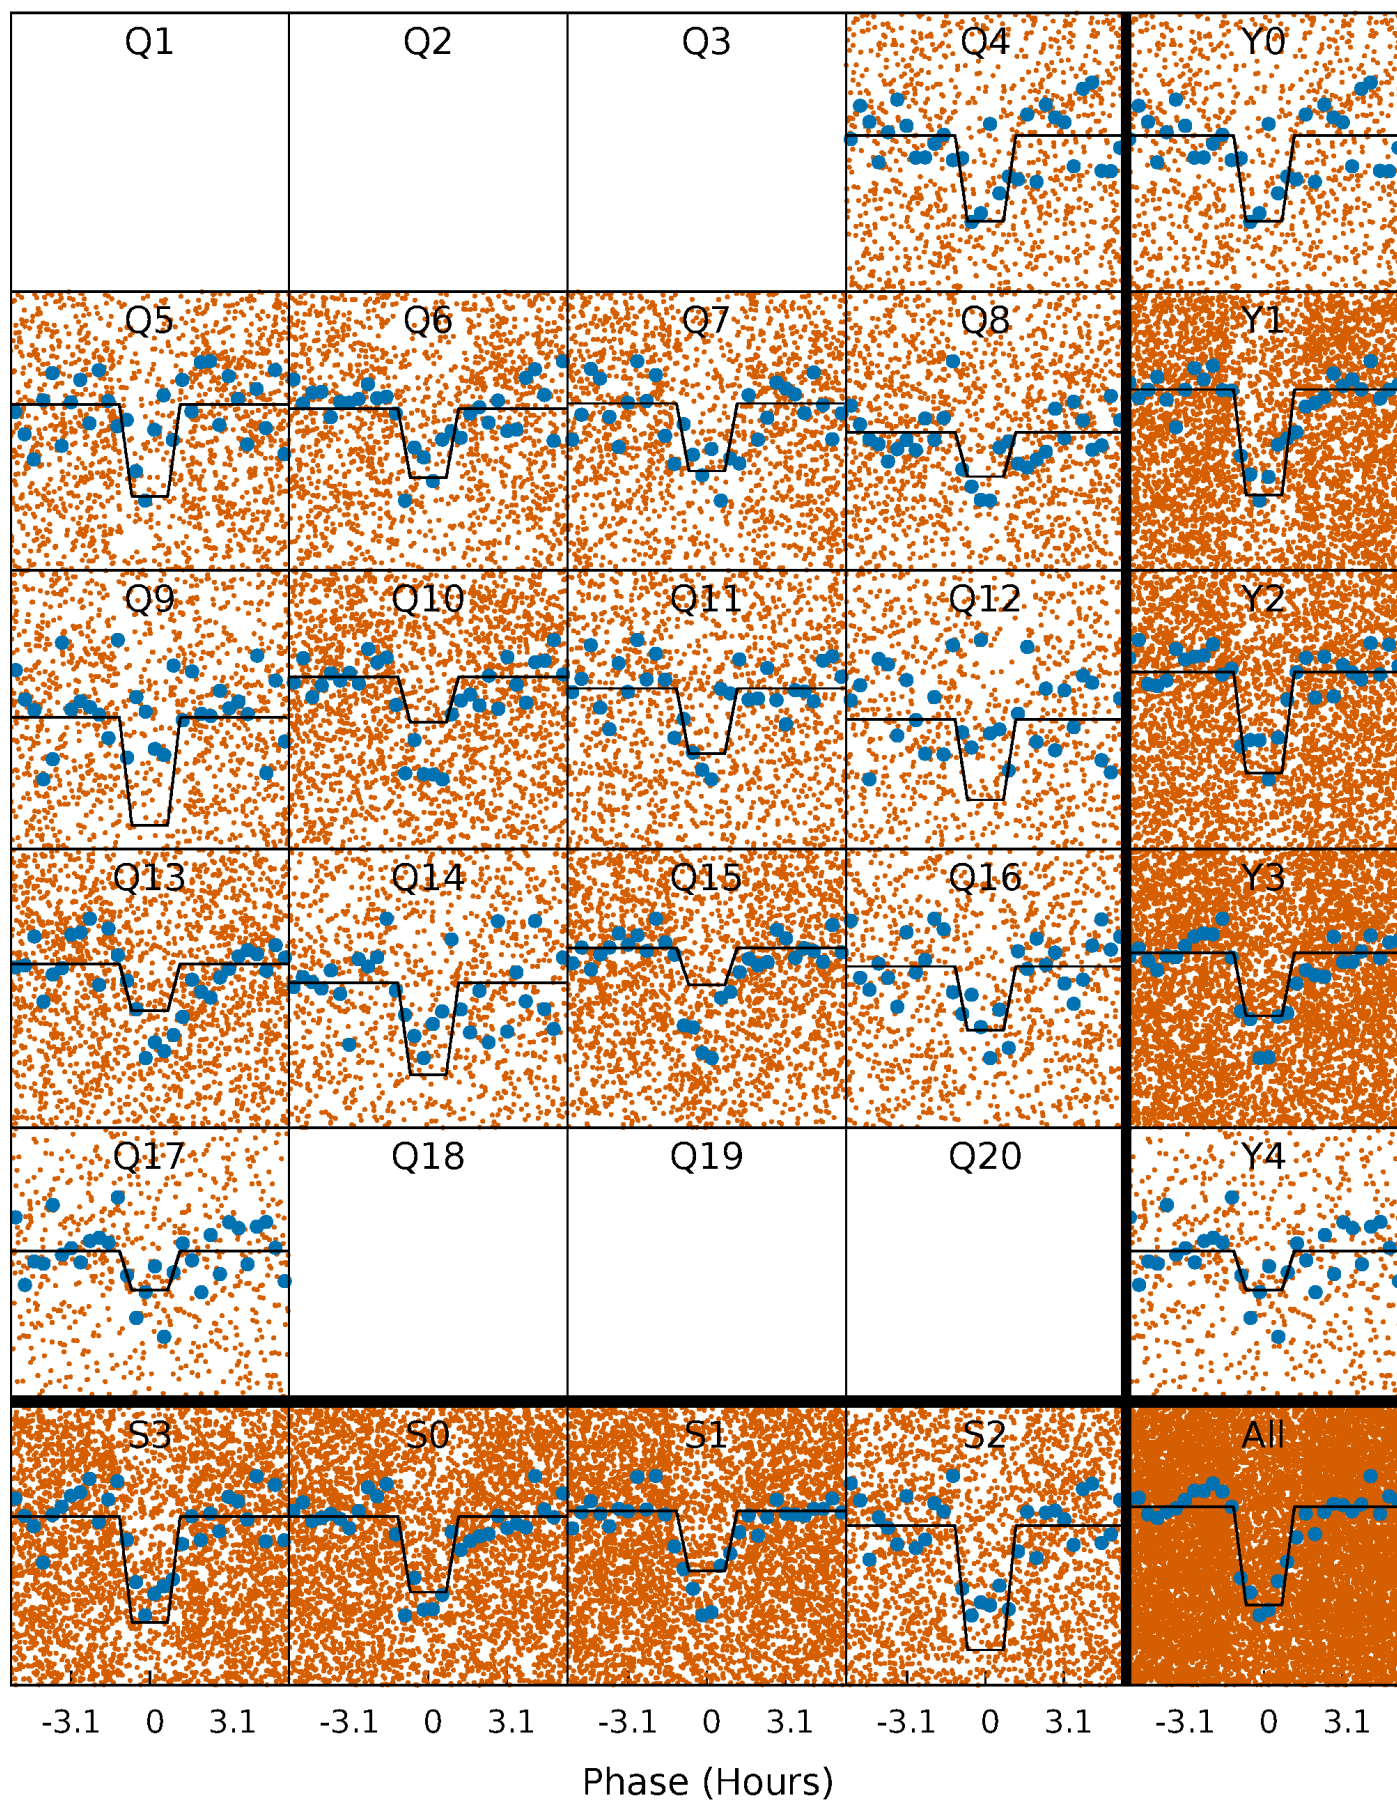 Q1 Q2 Q3 Q4 Y0
Q5 Q6 Q7 Q8 Y1
Q9 Q10 Q11 Q12 Y2
Q13 Q14 Q15 Q16 Y3
Q17 Q18 Q19 Q20 Y4
S3 S0 S1 S2 All
-3.1 0 3.1 -3.1 0 3.1 -3.1 0 3.1 -3.1 0 3.1 -3.1 0 3.1
Phase (Hours)